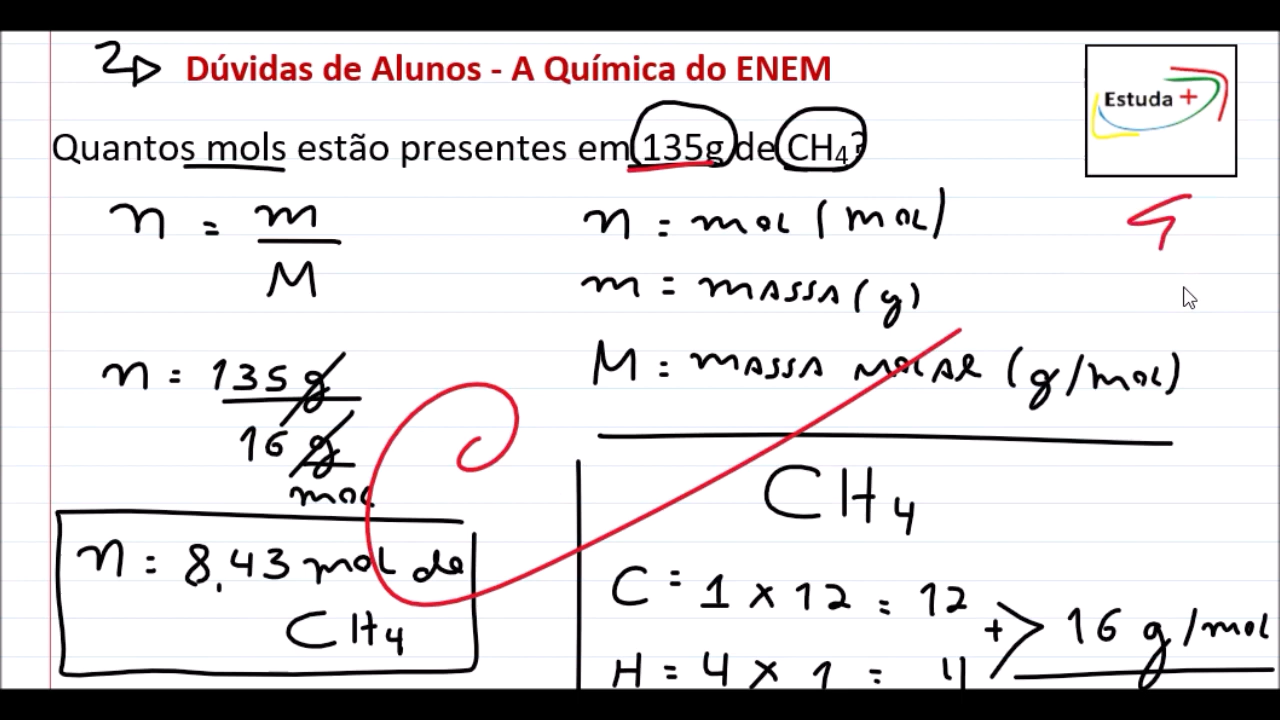 2
Dúvidas de Alunos - A Química do ENEM
Estuda +
Quantos mols estão presentes em 135g de CH₄?
n = m
M
n = mol (mol)
m = massa (g)
M = massa molar (g/mol)
n = 135 g
16 g
mol
n = 8,43 mol de
CH₄
CH₄
C = 1 x 12 = 12
+ 16 g/mol
H = 4 x 1 = 4